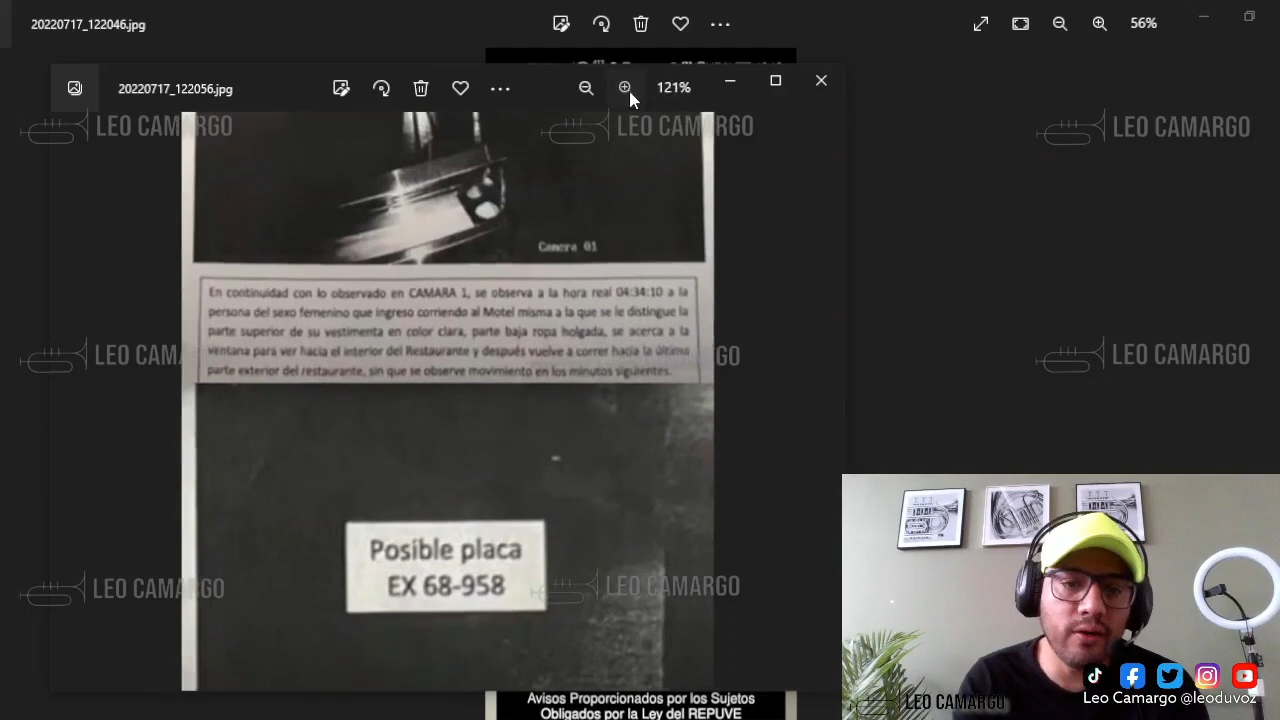 20220717_122046.jpg
56%
20220717_122056.jpg
121%
LEO CAMARGO
LEO CAMARGO
LEO CAMARGO
Camera 01
En continuidad con lo observado en CAMARA 1, se observa a la hora real 04:34:10 a la
persona del sexo femenino que ingreso corriendo al Motel misma a la que se le distingue la
parte superior de su vestimenta en color clara, parte baja ropa holgada, se acerca a la
ventana para ver hacia el interior del Restaurante y después vuelve a correr hacia la última
parte exterior del restaurante, sin que se observe movimiento en los minutos siguientes.
LEO CAMA
GO
LEO CAMARGO
Posible placa
EX 68-958
LEO CAMARGO
LEO CAMARGO
Avisos Proporcionados por los Sujetos
Obligados por la Ley del REPUVE
LEO CAMARGO
Leo Camargo @leoduvoz